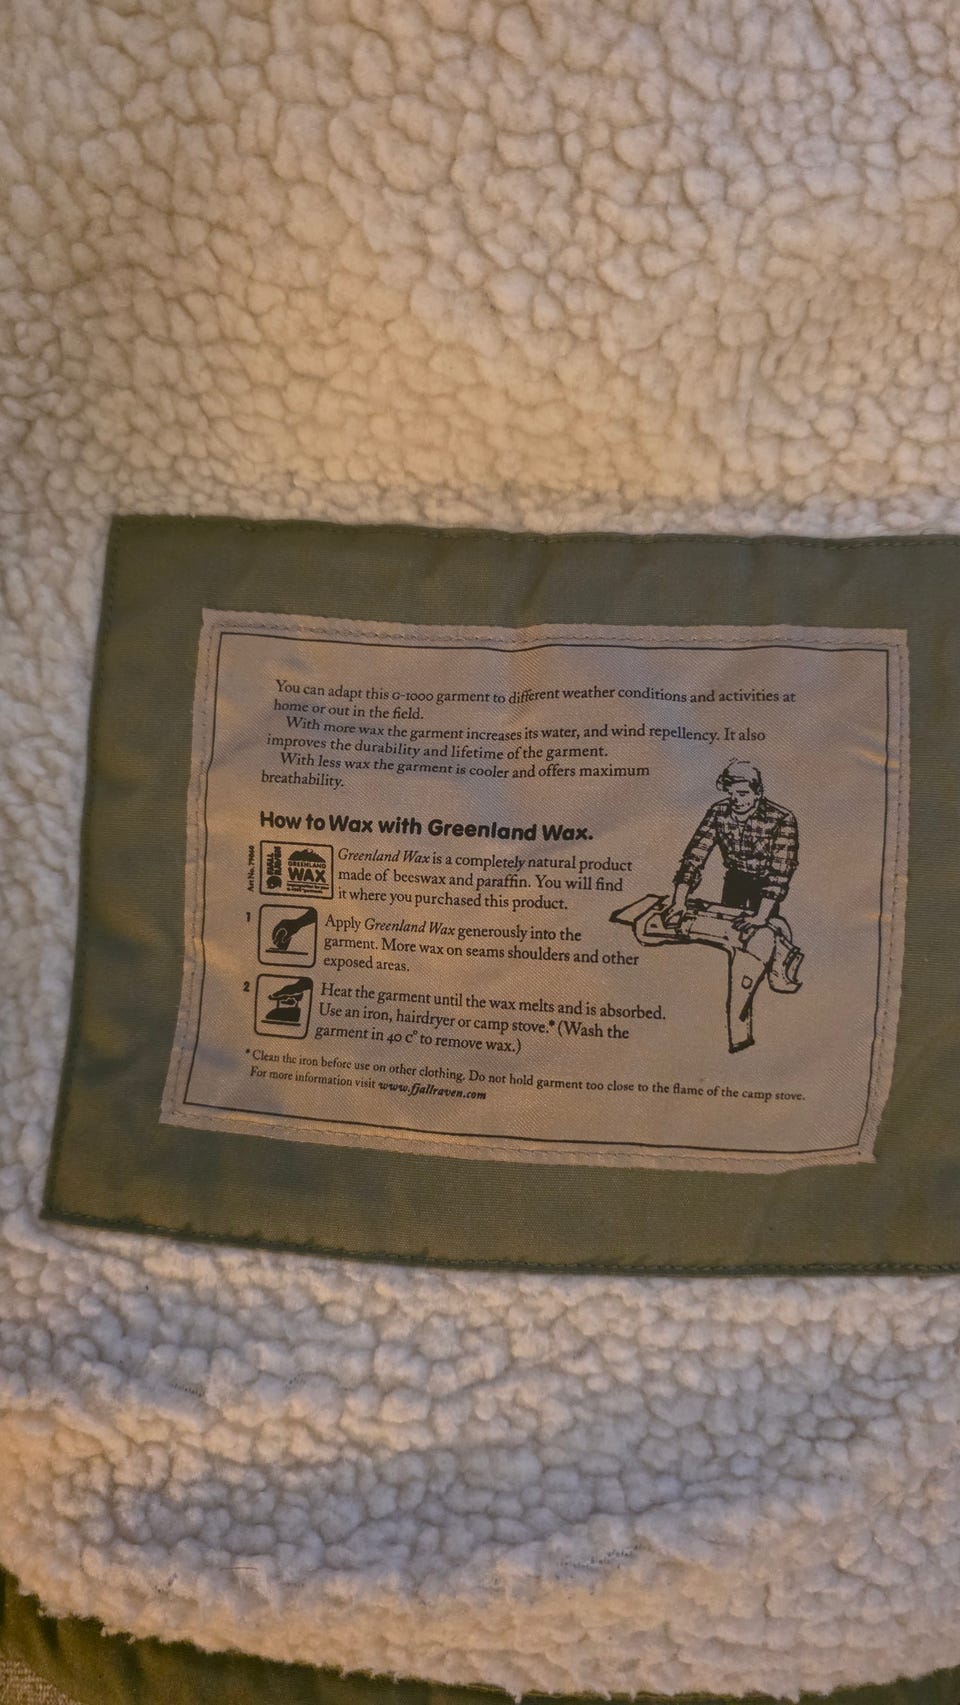 You can adapt this G-1000 garment to different weather conditions and activities at
home or out in the field.
With more wax the garment increases its water, and wind repellency. It also
improves the durability and lifetime of the garment.
With less wax the garment is cooler and offers maximum
breathability.
How to Wax with Greenland Wax.
Art No. 79060
FJÄLL
RÄVEN
GREENLAND
WAX
Greenland Wax is a completely natural product
made of beeswax and paraffin. You will find
it where you purchased this product.
1
Apply Greenland Wax generously into the
garment. More wax on seams shoulders and other
exposed areas.
2
Heat the garment until the wax melts and is absorbed.
Use an iron, hairdryer or camp stove.* (Wash the
garment in 40 c° to remove wax.)
*Clean the iron before use on other clothing. Do not hold garment too close to the flame of the camp stove.
For more information visit www.fjallraven.com